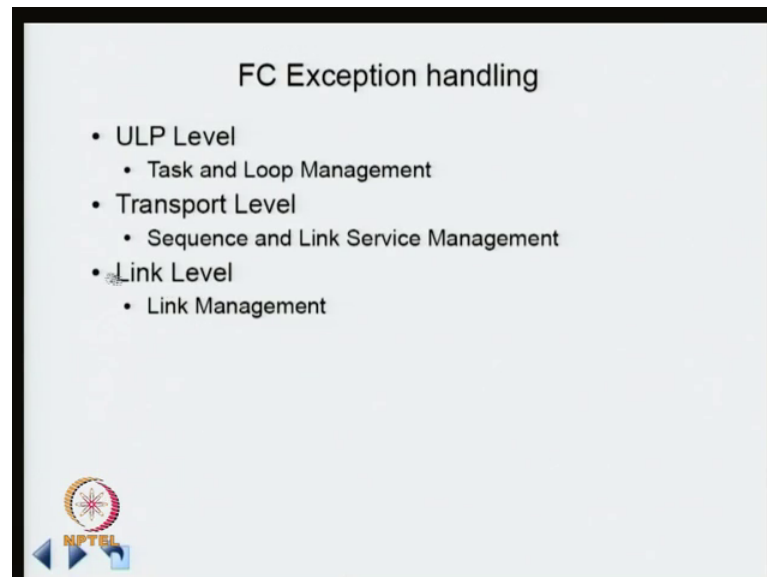 FC Exception handling
• ULP Level
• Task and Loop Management
• Transport Level
• Sequence and Link Service Management
• Link Level
• Link Management
NPTEL